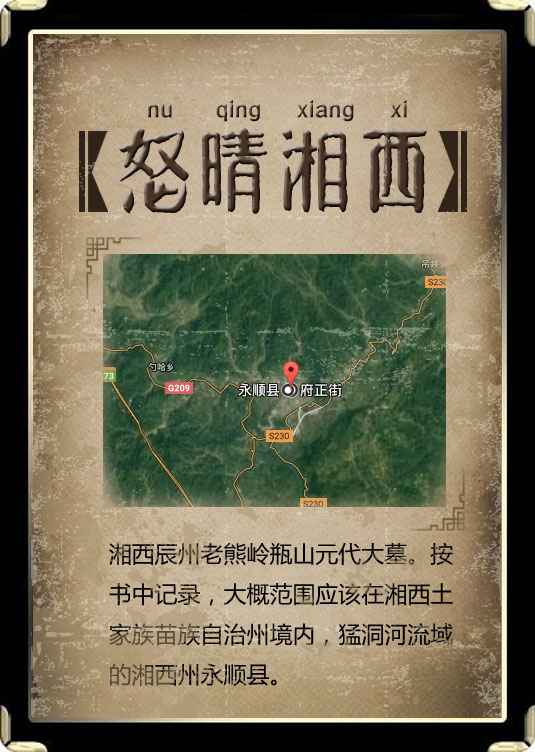 nu qing xiang xi
《怒晴湘西》
S230
勺哈乡
73
G209
永顺县 府正街
S230
S230
湘西辰州老熊岭瓶山元代大墓。按
书中记录，大概范围应该在湘西土
家族苗族自治州境内，猛洞河流域
的湘西州永顺县。